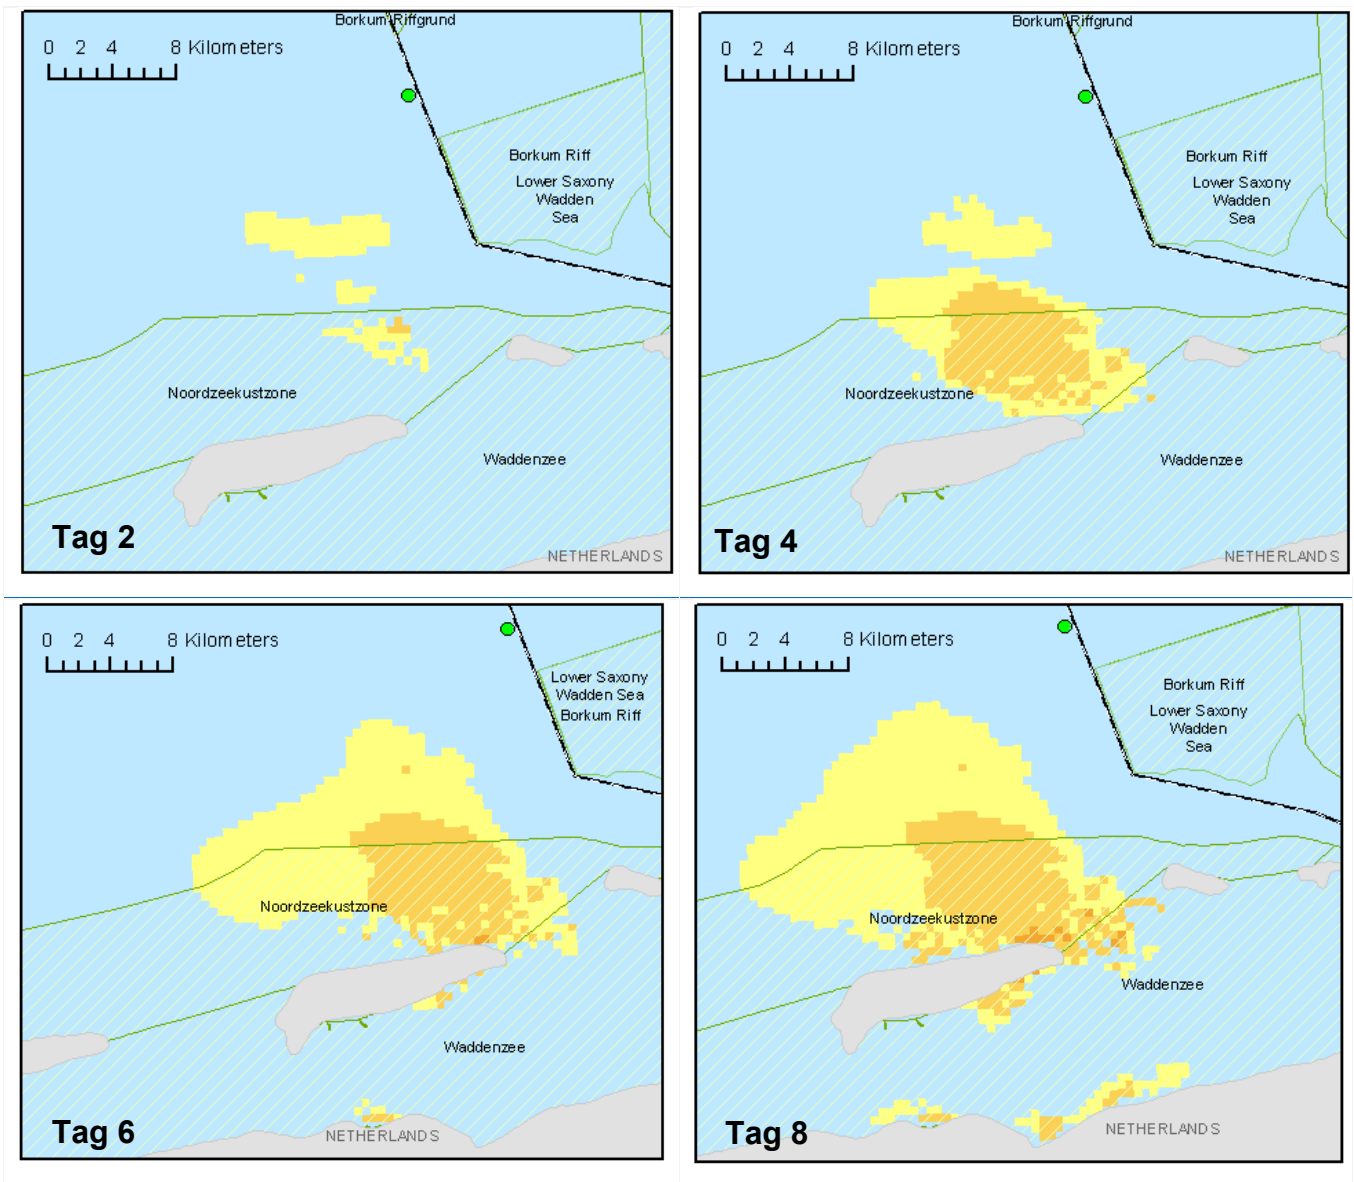 Borkum Riffgrund
0 2 4 8 Kilometers
Borkum Riff
Lower Saxony
Wadden
Sea
Noordzeekustzone
Waddenzee
Tag 2
NETHERLANDS
Borkum Riffgrund
0 2 4 8 Kilometers
Borkum Riff
Lower Saxony
Wadden
Sea
Noordzeekustzone
Waddenzee
Tag 4
NETHERLANDS
0 2 4 8 Kilometers
Lower Saxony
Wadden Sea
Borkum Riff
Noordzeekustzone
Waddenzee
Tag 6
NETHERLANDS
0 2 4 8 Kilometers
Borkum Riff
Lower Saxony
Wadden
Sea
Noordzeekustzone
Waddenzee
Tag 8
NETHERLANDS